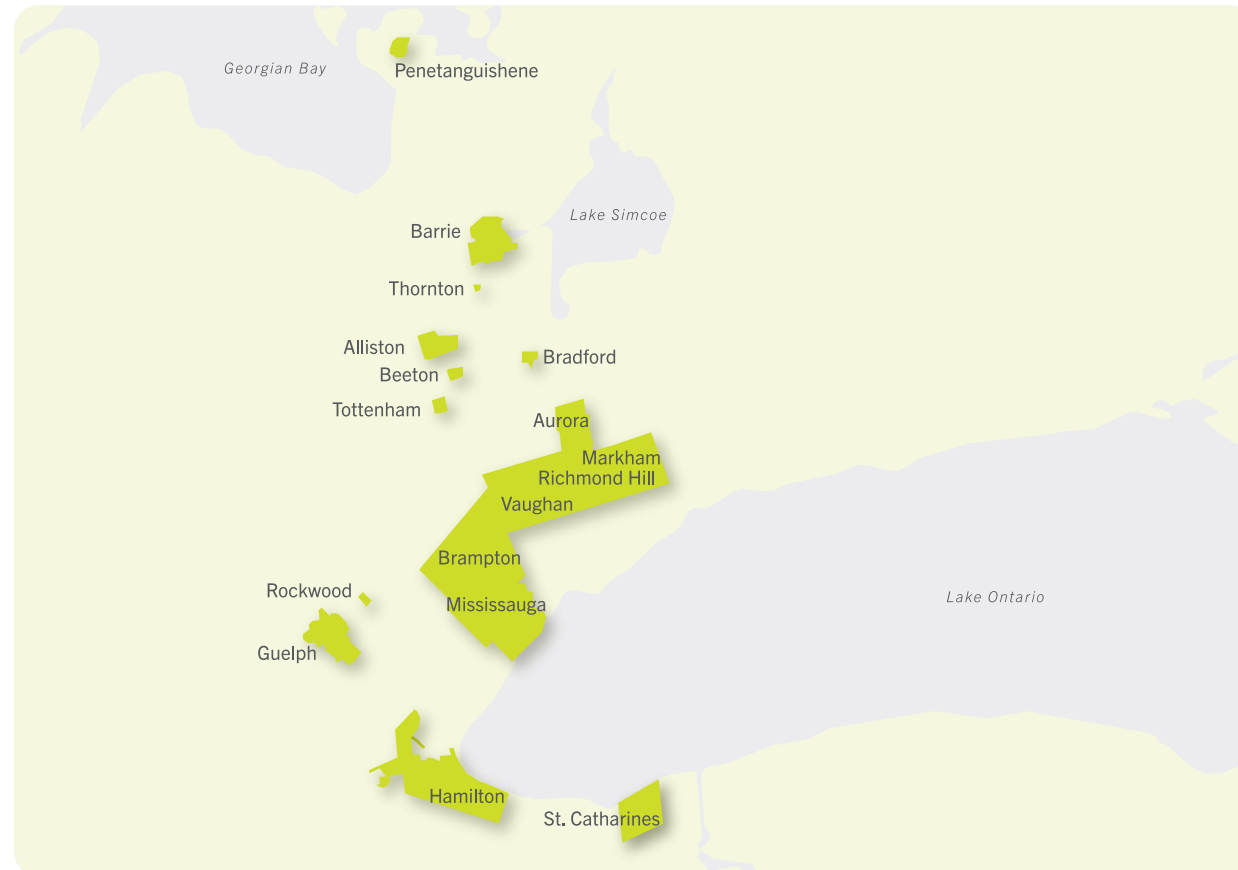 Georgian Bay
Penetanguishene
Lake Simcoe
Barrie
Thornton
Alliston
Bradford
Beeton
Tottenham
Aurora
Markham
Richmond Hill
Vaughan
Brampton
Rockwood
Mississauga
Lake Ontario
Guelph
Hamilton
St. Catharines